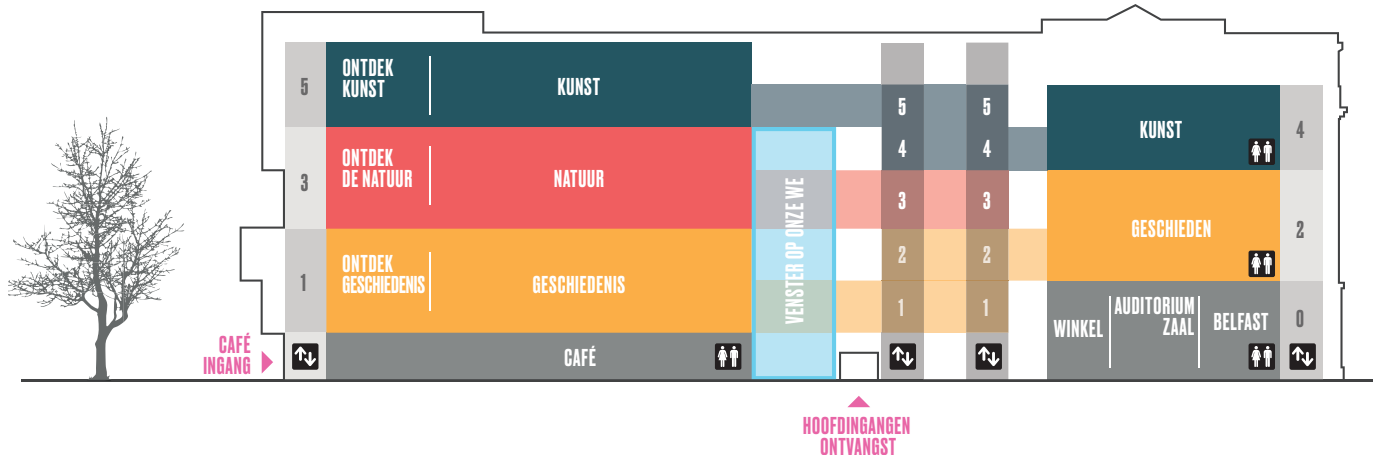 5
ONTDEK
KUNST
KUNST
3
ONTDEK
DE NATUUR
NATUUR
1
ONTDEK
GESCHIEDENIS
GESCHIEDENIS
CAFÉ
INGANG
CAFÉ
VENSTER OP ONZE WE
5
4
3
2
1
5
4
3
2
1
HOOFDINGANGEN
ONTVANGST
KUNST
4
GESCHIEDEN
2
WINKEL
AUDITORIUM
ZAAL
BELFAST
0